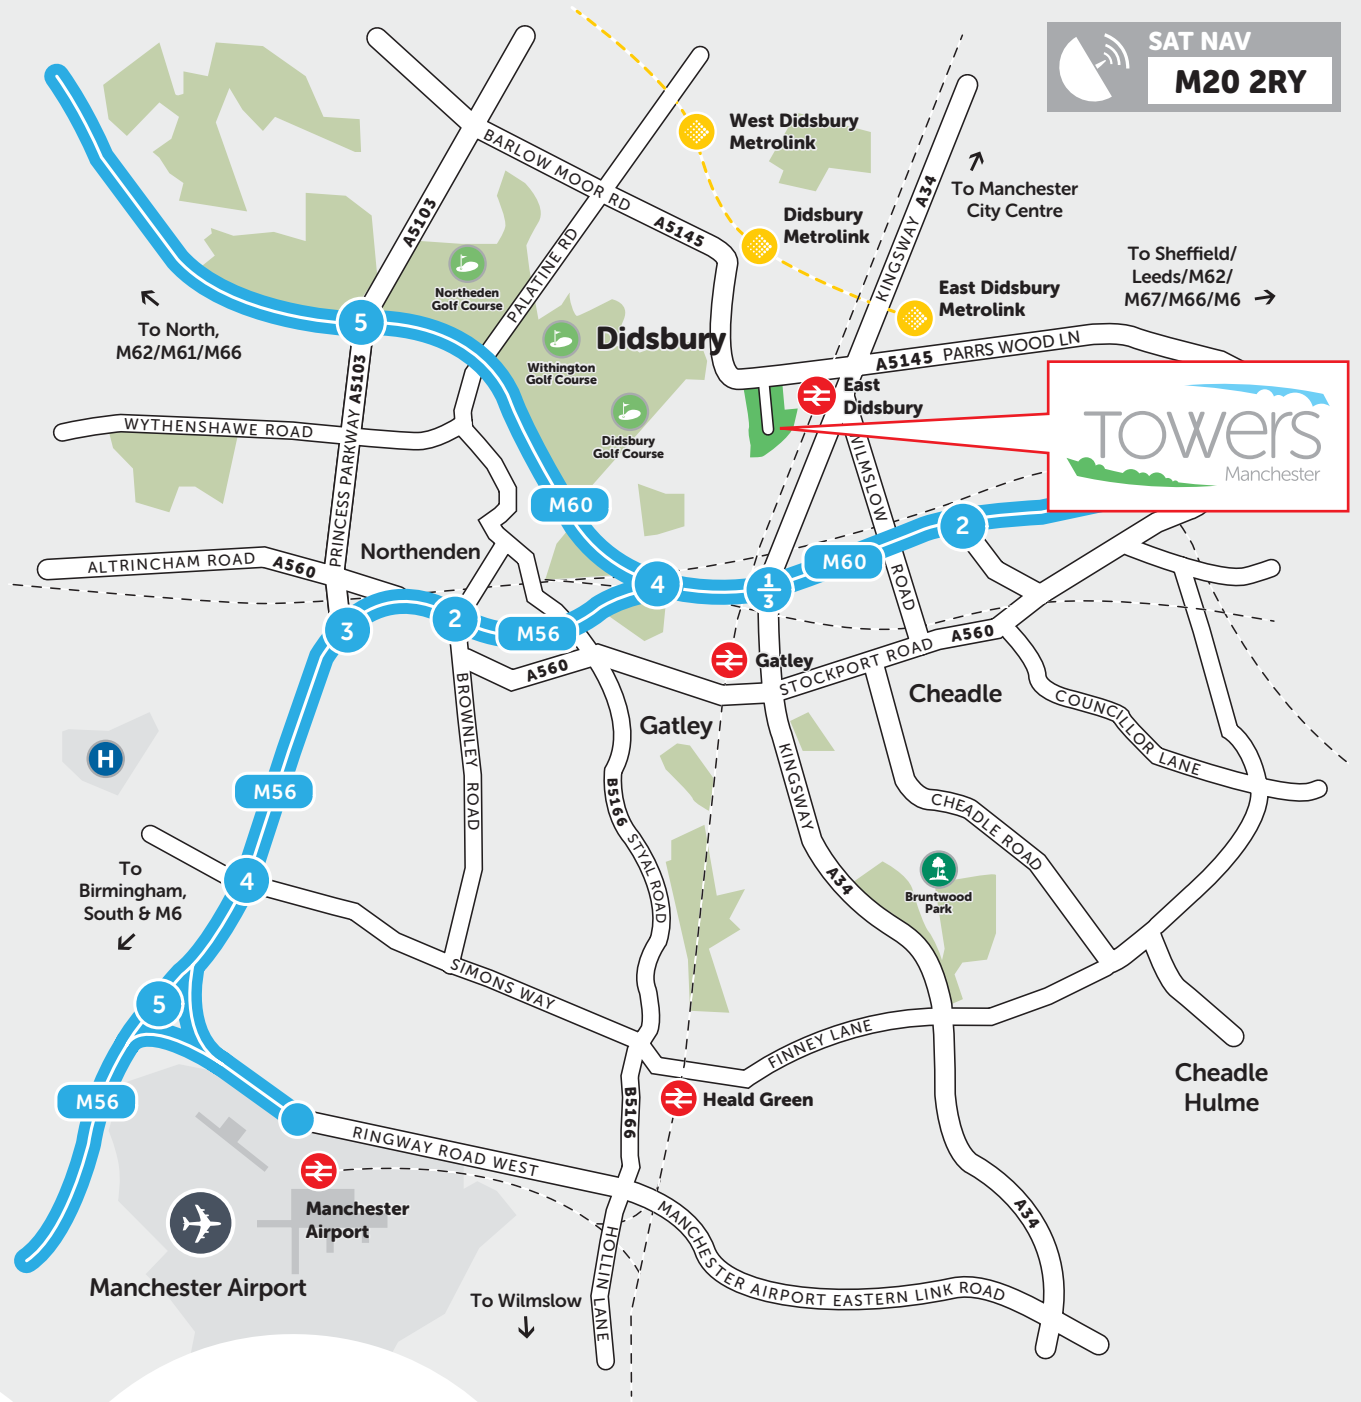 SAT NAV
M20 2RY
West Didsbury
Metrolink
BARLOW MOOR RD
A5145
A5103
A34
KINGSWAY
To Manchester
City Centre
Didsbury
Metrolink
PALATINE RD
To Sheffield/
Leeds/M62/
M67/M66/M6
Northeden
Golf Course
East Didsbury
Metrolink
5
To North,
M62/M61/M66
Didsbury
Withington
Golf Course
A5145 PARRS WOOD LN
East
Didsbury
TOWERS
Manchester
PRINCESS PARKWAY A5103
WYTHENSHAWE ROAD
Didsbury
Golf Course
WILMSLOW
ROAD
M60
2
Northenden
ALTRINCHAM ROAD
A560
M60
4
1
3
3
2
M56
A560
Gatley
STOCKPORT ROAD
A560
Cheadle
Gatley
BROWNLEY ROAD
COUNCILLOR LANE
H
M56
KINGSWAY
A34
B5166
STYAL ROAD
CHEADLE ROAD
To
Birmingham,
South & M6
4
Bruntwood
Park
SIMONS WAY
5
FINNEY LANE
Cheadle
Hulme
M56
Heald Green
B5166
RINGWAY ROAD WEST
Manchester
Airport
Manchester Airport
A34
MANCHESTER AIRPORT EASTERN LINK ROAD
HOLLIN LANE
To Wilmslow